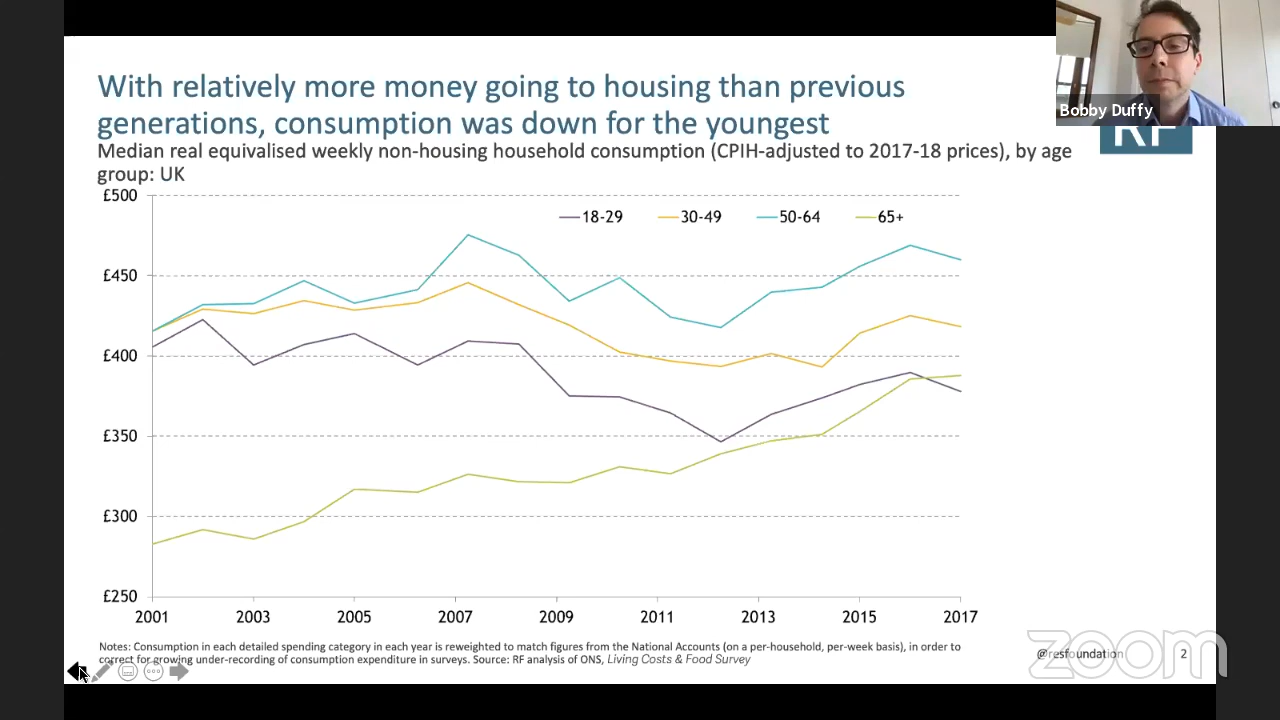 With relatively more money going to housing than previous
generations, consumption was down for the youngest
Median real equivalised weekly non-housing household consumption (CPIH-adjusted to 2017-18 prices), by age
group: UK
Bobby Duffy
RF
£500
18-29 30-49 50-64 65+
£450
£400
£350
£300
£250
2001 2003 2005 2007 2009 2011 2013 2015 2017
Notes: Consumption in each detailed spending category in each year is reweighted to match figures from the National Accounts (on a per-household, per-week basis), in order to
correct for growing under-recording of consumption expenditure in surveys. Source: RF analysis of ONS, Living Costs & Food Survey
@resfoundation
2
zoom